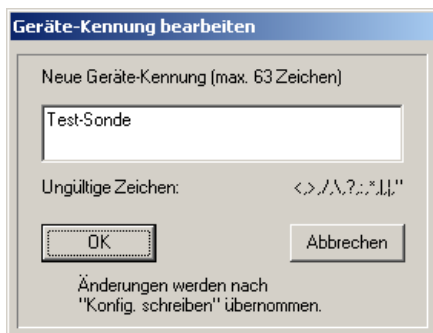 Geräte-Kennung bearbeiten
Neue Geräte-Kennung (max. 63 Zeichen)
Test-Sonde
Ungültige Zeichen: <,>,/,\,?,:,*,|,¦,"
OK Abbrechen
Änderungen werden nach
"Konfig. schreiben" übernommen.